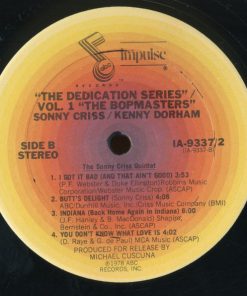 impulse
RECORDS
"THE DEDICATION SERIES"/
VOL. 1 "THE BOPMASTERS"
SONNY CRISS / KENNY DORHAM
SIDE B
STEREO
IA-9337/2
(IA-9337-B)
The Sonny Criss Quintet
1. I GOT IT BAD (AND THAT AIN'T GOOD) 3:53
(P.F. Webster & Duke Ellington) Robbins Music
Corporation/Webster Music (ASCAP)
2. BUTT'S DELIGHT (Sonny Criss) 4:08
ABC/Dunhill Music, Inc./Criss Music Company (BMI)
3. INDIANA (Back Home Again in Indiana) 6:00
(J.F. Hanley & B. MacDonald) Shapiro,
Bernstein & Co., Inc. (ASCAP)
4. YOU DON'T KNOW WHAT LOVE IS 4:02
(D. Raye & G. de Paul) MCA Music (ASCAP)
PRODUCED FOR RELEASE BY
MICHAEL CUSCUNA
℗1978 ABC
RECORDS, INC.